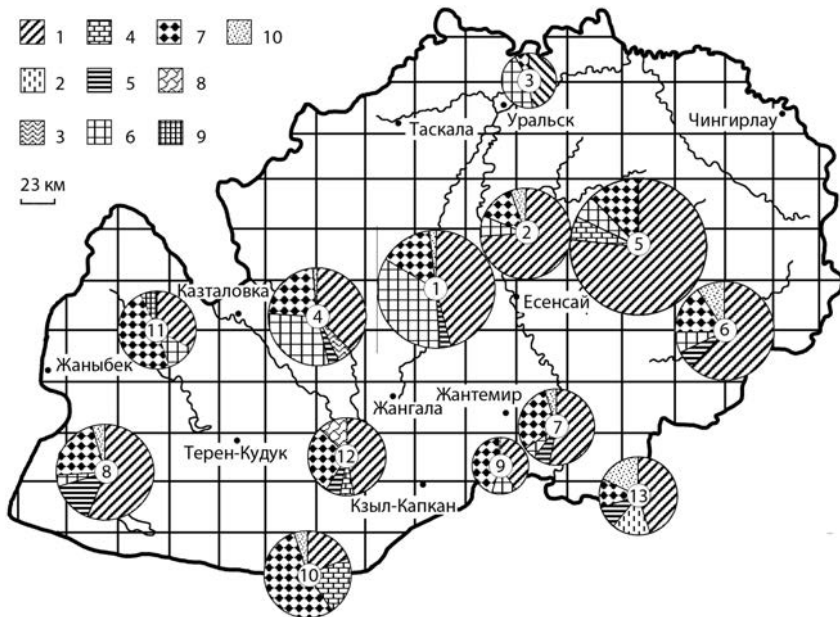 1 4 7 10
2 5 8
3 6 9
23 км
3
Уральск
Таскала
Чингирлау
2
5
1
Казталовка
4
Есенсай
11
6
Жаныбек
Жангала
Жантемир
7
8
Терен-Кудук
12
9
Кзыл-Капкан
13
10